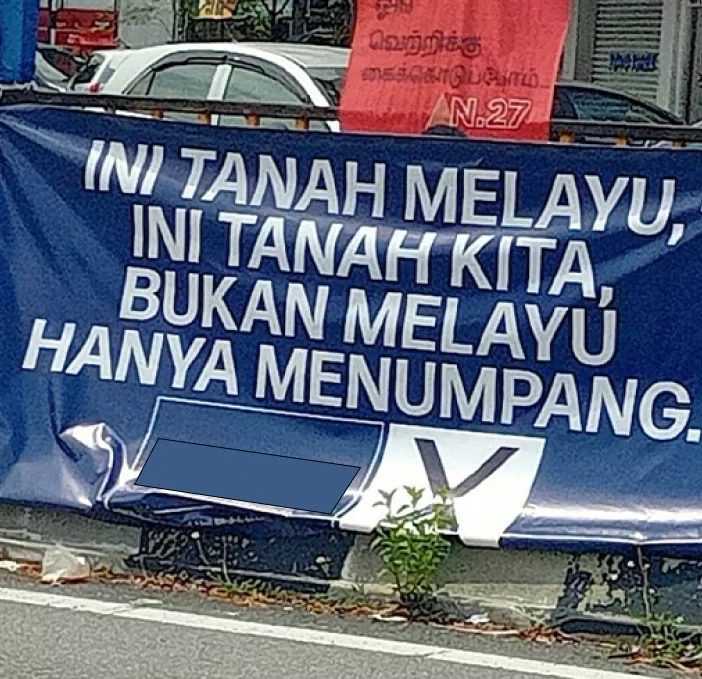 வெற்றிக்கு
கைக்கொடுப்போம்
N.27
INI TANAH MELAYU,
INI TANAH KITA,
BUKAN MELAYU
HANYA MENUMPANG.